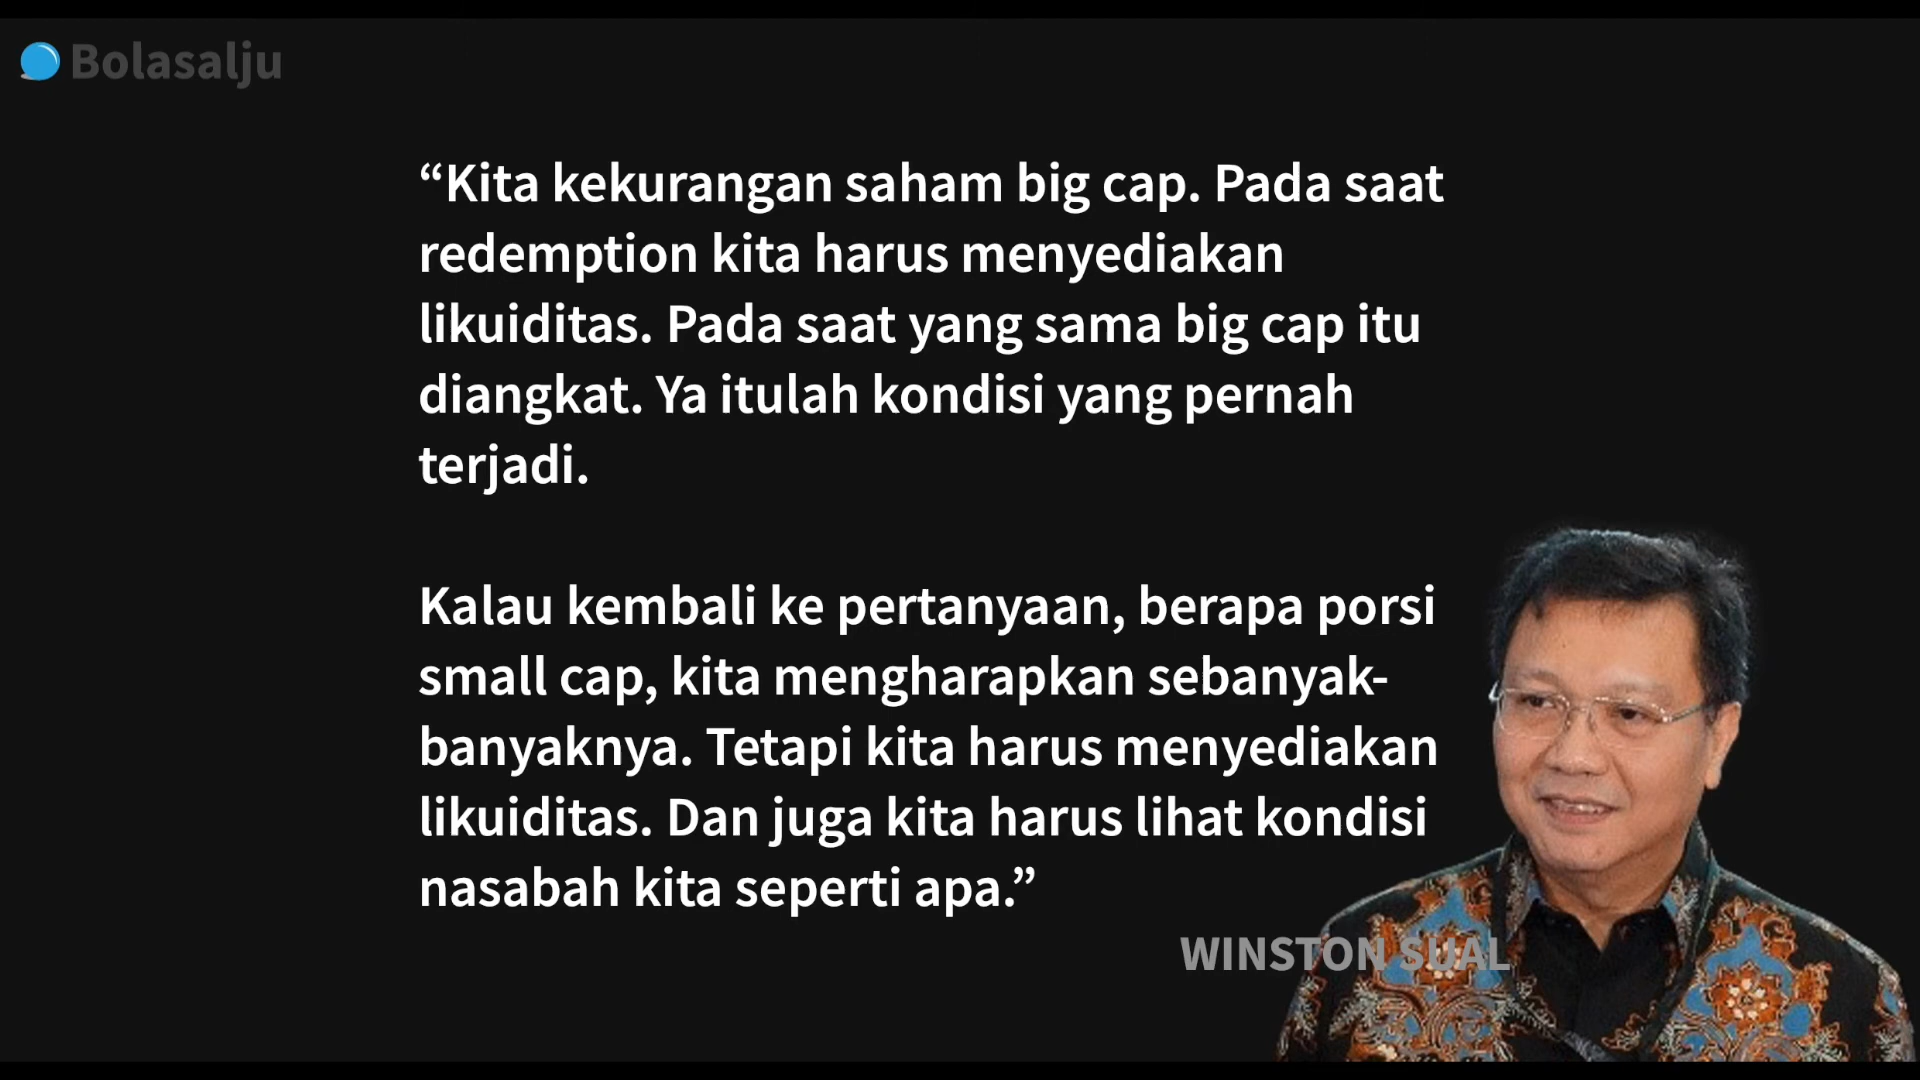 Bolasalju
“Kita kekurangan saham big cap. Pada saat
redemption kita harus menyediakan
likuiditas. Pada saat yang sama big cap itu
diangkat. Ya itulah kondisi yang pernah
terjadi.
Kalau kembali ke pertanyaan, berapa porsi
small cap, kita mengharapkan sebanyak-
banyaknya. Tetapi kita harus menyediakan
likuiditas. Dan juga kita harus lihat kondisi
nasabah kita seperti apa.”
WINSTON SUAL